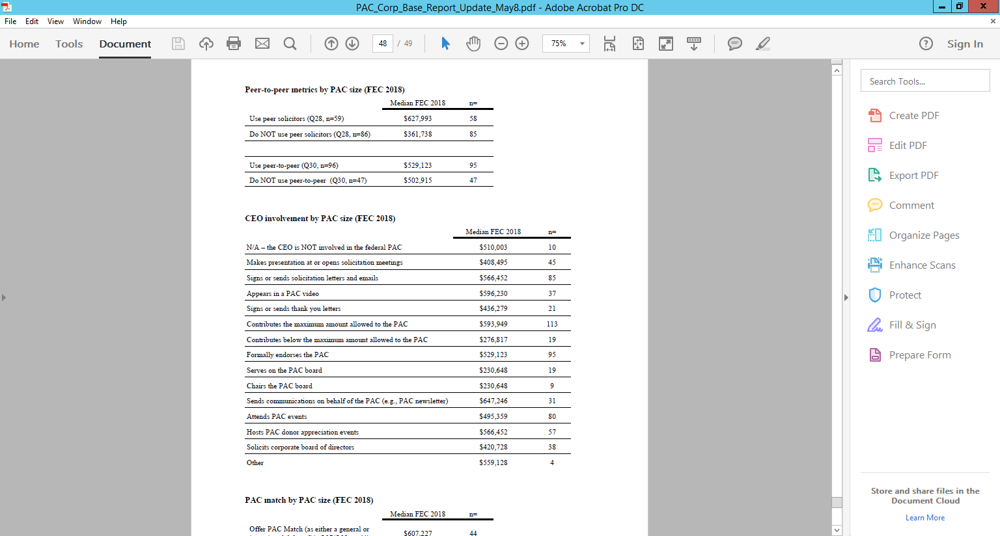 PAC_Corp_Base_Report_Update_May8.pdf - Adobe Acrobat Pro DC
File Edit View Window Help
Home Tools Document 48 / 49 75% Sign In
Peer-to-peer metrics by PAC size (FEC 2018)
Median FEC 2018 n=
Use peer solicitors (Q28, n=59) $627,993 58
Do NOT use peer solicitors (Q28, n=86) $361,738 85
Use peer-to-peer (Q30, n=96) $529,123 95
Do NOT use peer-to-peer (Q30, n=47) $502,915 47
CEO involvement by PAC size (FEC 2018)
Median FEC 2018 n=
N/A – the CEO is NOT involved in the federal PAC $510,003 10
Makes presentation at or opens solicitation meetings $408,495 45
Signs or sends solicitation letters and emails $566,452 85
Appears in a PAC video $596,230 37
Signs or sends thank you letters $436,279 21
Contributes the maximum amount allowed to the PAC $593,949 113
Contributes below the maximum amount allowed to the PAC $276,817 19
Formally endorses the PAC $529,123 95
Serves on the PAC board $230,648 19
Chairs the PAC board $230,648 9
Sends communications on behalf of the PAC (e.g., PAC newsletter) $647,246 31
Attends PAC events $495,359 80
Hosts PAC donor appreciation events $566,452 57
Solicits corporate board of directors $420,728 38
Other $559,128 4
PAC match by PAC size (FEC 2018)
Median FEC 2018 n=
Offer PAC Match (as either a general or
$607,227 44
Search Tools...
Create PDF
Edit PDF
Export PDF
Comment
Organize Pages
Enhance Scans
Protect
Fill & Sign
Prepare Form
Store and share files in the
Document Cloud
Learn More